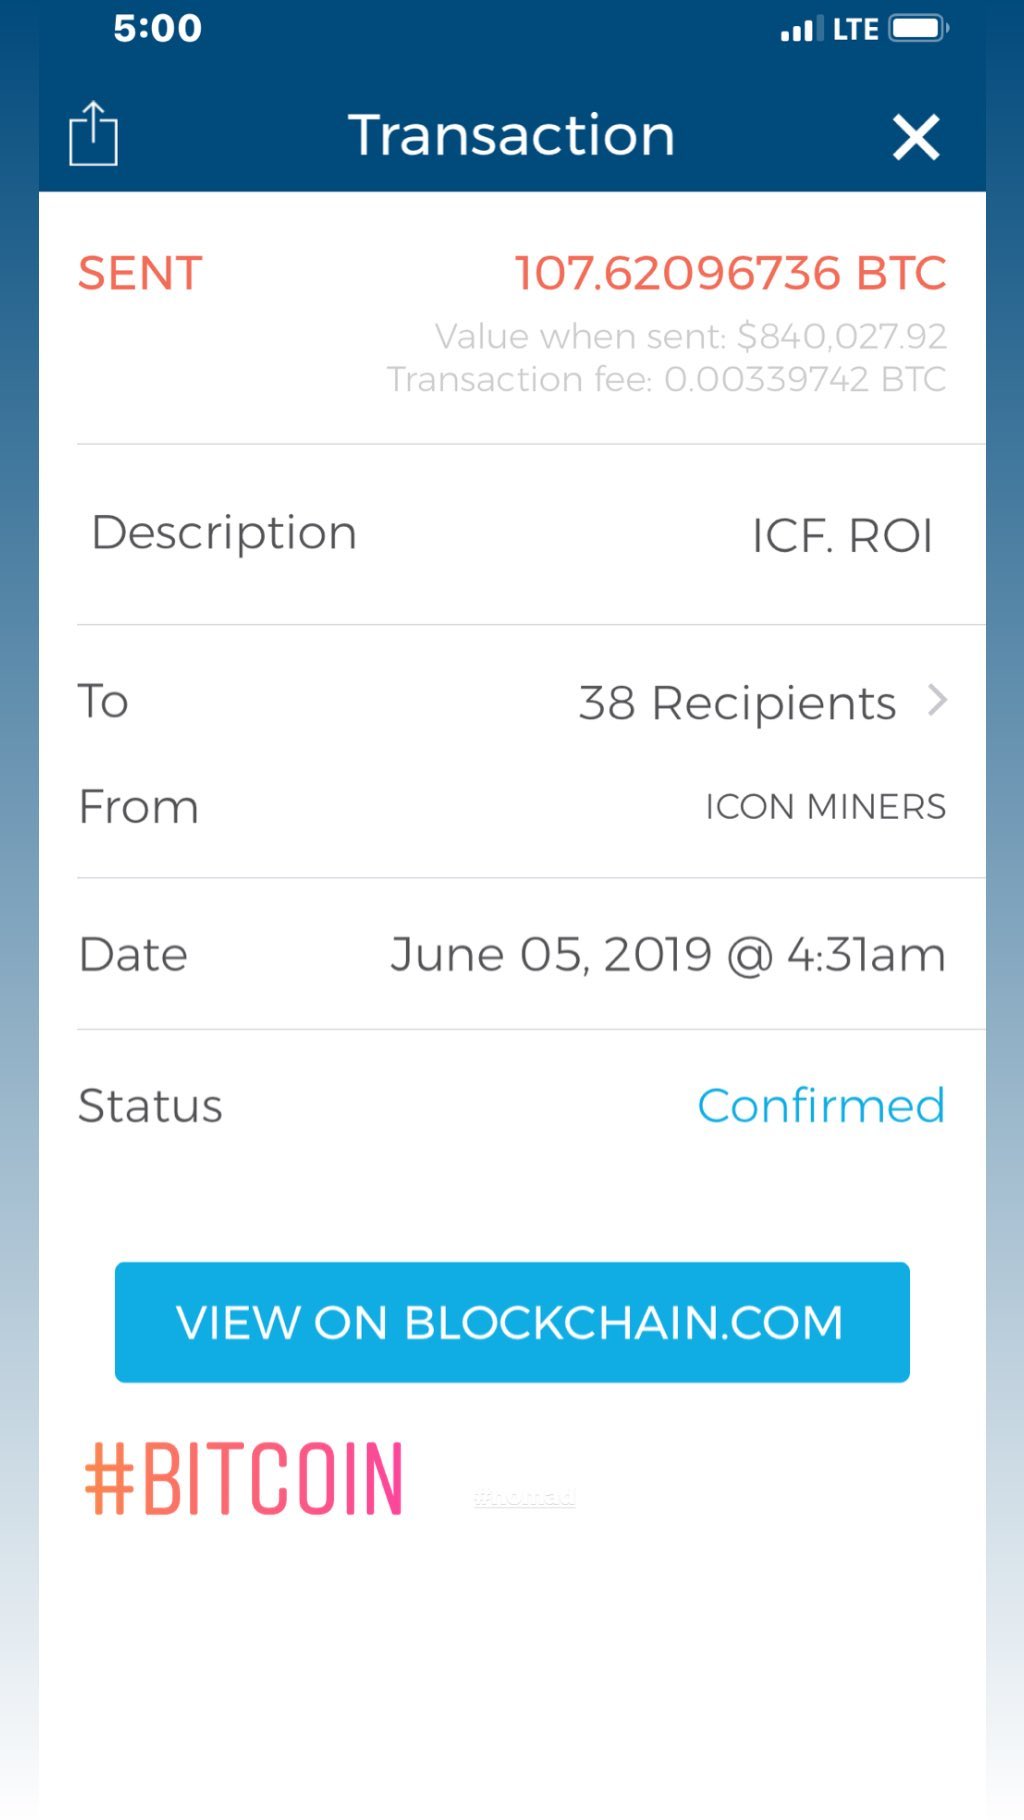 5:00 LTE
Transaction
SENT 107.62096736 BTC
Value when sent: $840,027.92
Transaction fee: 0.00339742 BTC
Description ICF. ROI
To 38 Recipients
From ICON MINERS
Date June 05, 2019 @ 4:31am
Status Confirmed
VIEW ON BLOCKCHAIN.COM
#BITCOIN #nomad